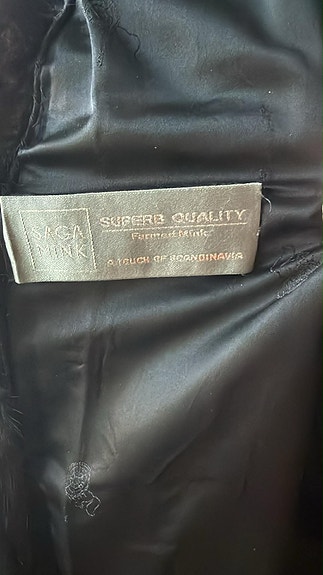 SAGA
MINK
SUPERB QUALITY
Farmed Mink
A TOUCH OF SCANDINAVIA